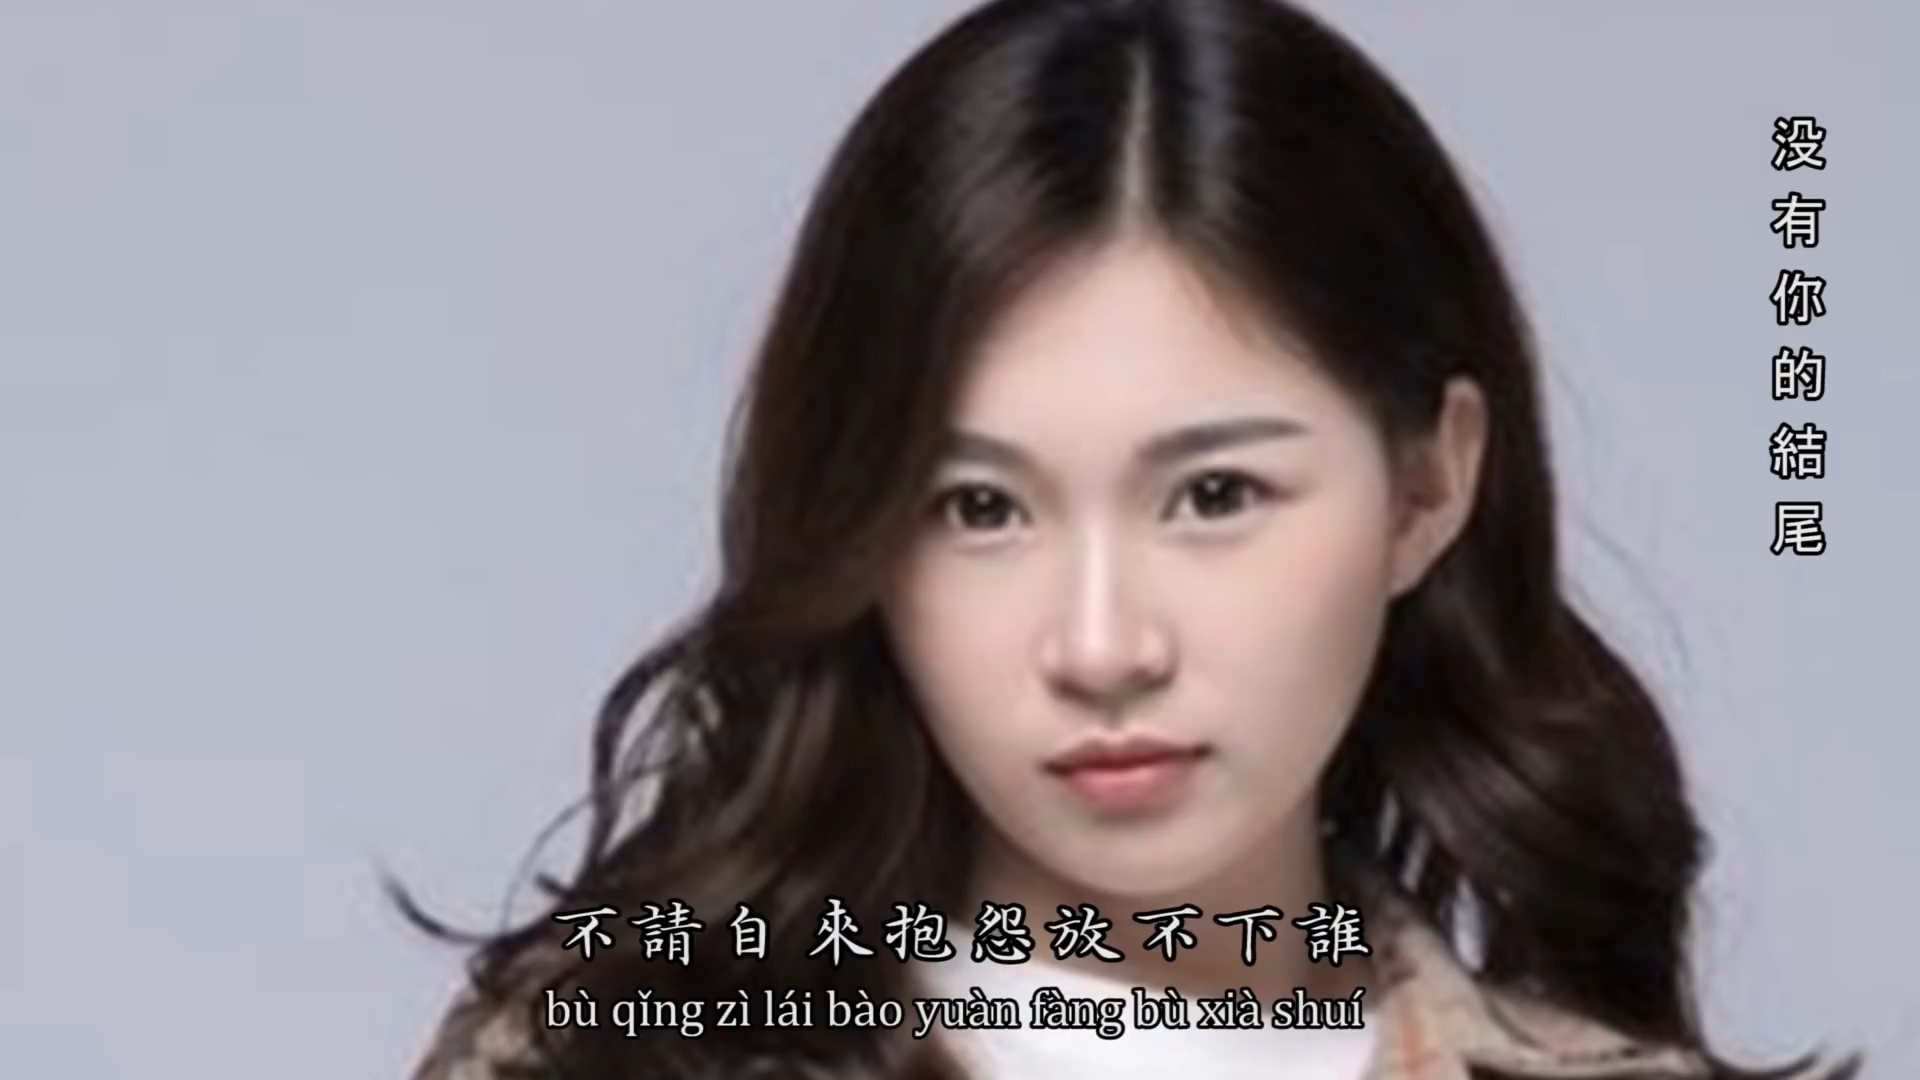 没有你的結尾
不請自來抱怨放不下誰
bù qǐng zì lái bào yuàn fàng bù xià shuí